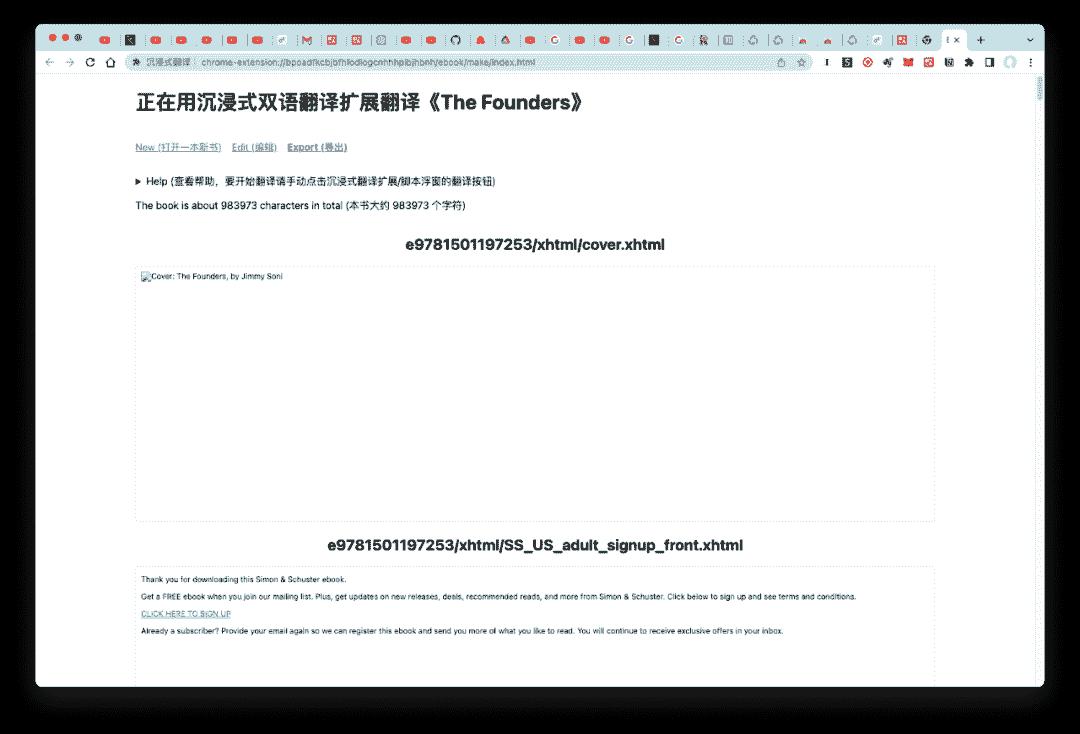 沉浸式翻译
正在用沉浸式双语翻译扩展翻译《The Founders》
New (打开一本新书) Edit (编辑) Export (导出)
▶ Help (查看帮助，要开始翻译请手动点击沉浸式翻译扩展/脚本浮窗的翻译按钮)
The book is about 983973 characters in total (本书大约 983973 个字符)
e9781501197253/xhtml/cover.xhtml
Cover: The Founders, by Jimmy Soni
e9781501197253/xhtml/SS_US_adult_signup_front.xhtml
Thank you for downloading this Simon & Schuster ebook.
Get a FREE ebook when you join our mailing list. Plus, get updates on new releases, deals, recommended reads, and more from Simon & Schuster. Click below to sign up and see terms and conditions.
CLICK HERE TO SIGN UP
Already a subscriber? Provide your email again so we can register this ebook and send you more of what you like to read. You will continue to receive exclusive offers in your inbox.